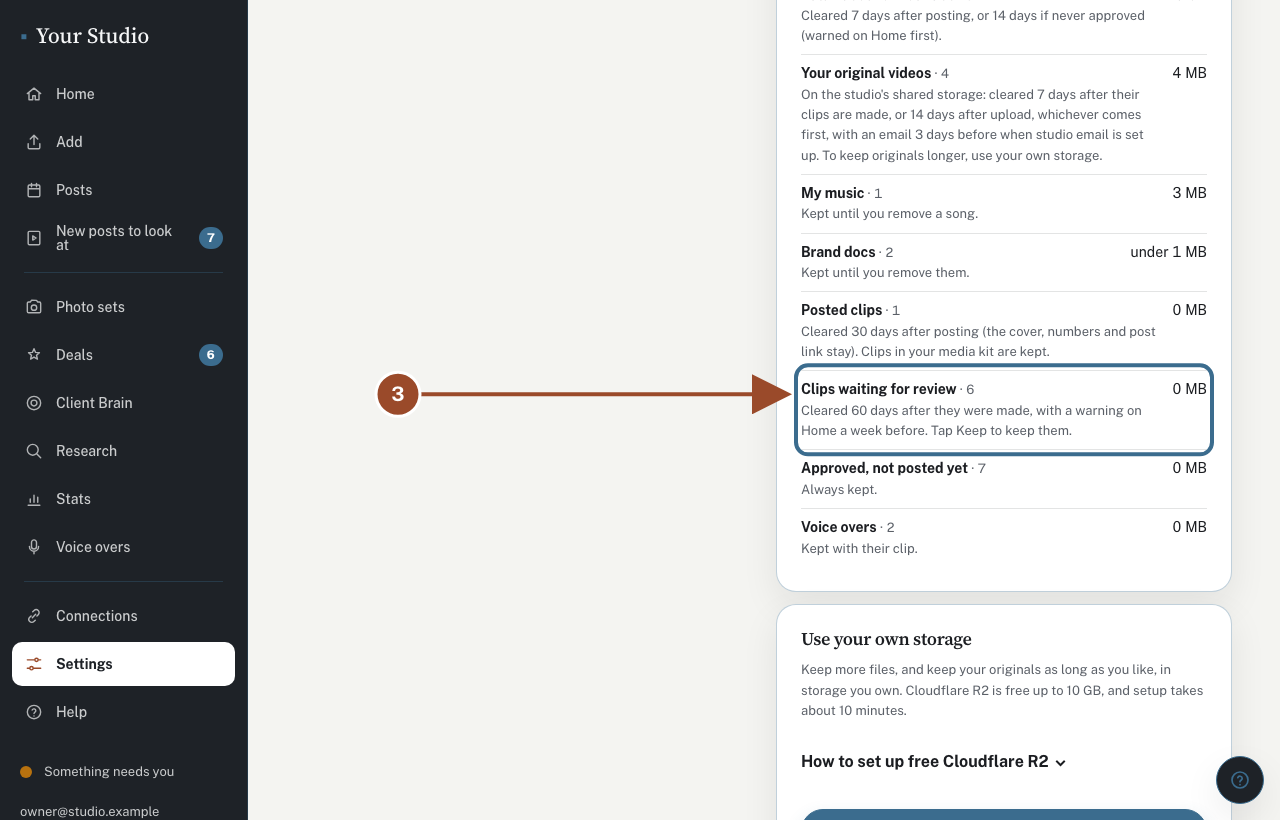 Your Studio
Home
Add
Posts
New posts to look
at
7
Photo sets
Deals
6
Client Brain
Research
Stats
Voice overs
Connections
Settings
Help
Something needs you
owner@studio.example
3
Cleared 7 days after posting, or 14 days if never approved
(warned on Home first).
Your original videos · 4
4 MB
On the studio's shared storage: cleared 7 days after their
clips are made, or 14 days after upload, whichever comes
first, with an email 3 days before when studio email is set
up. To keep originals longer, use your own storage.
My music · 1
3 MB
Kept until you remove a song.
Brand docs · 2
under 1 MB
Kept until you remove them.
Posted clips · 1
0 MB
Cleared 30 days after posting (the cover, numbers and post
link stay). Clips in your media kit are kept.
Clips waiting for review · 6
0 MB
Cleared 60 days after they were made, with a warning on
Home a week before. Tap Keep to keep them.
Approved, not posted yet · 7
0 MB
Always kept.
Voice overs · 2
0 MB
Kept with their clip.
Use your own storage
Keep more files, and keep your originals as long as you like, in
storage you own. Cloudflare R2 is free up to 10 GB, and setup takes
about 10 minutes.
How to set up free Cloudflare R2